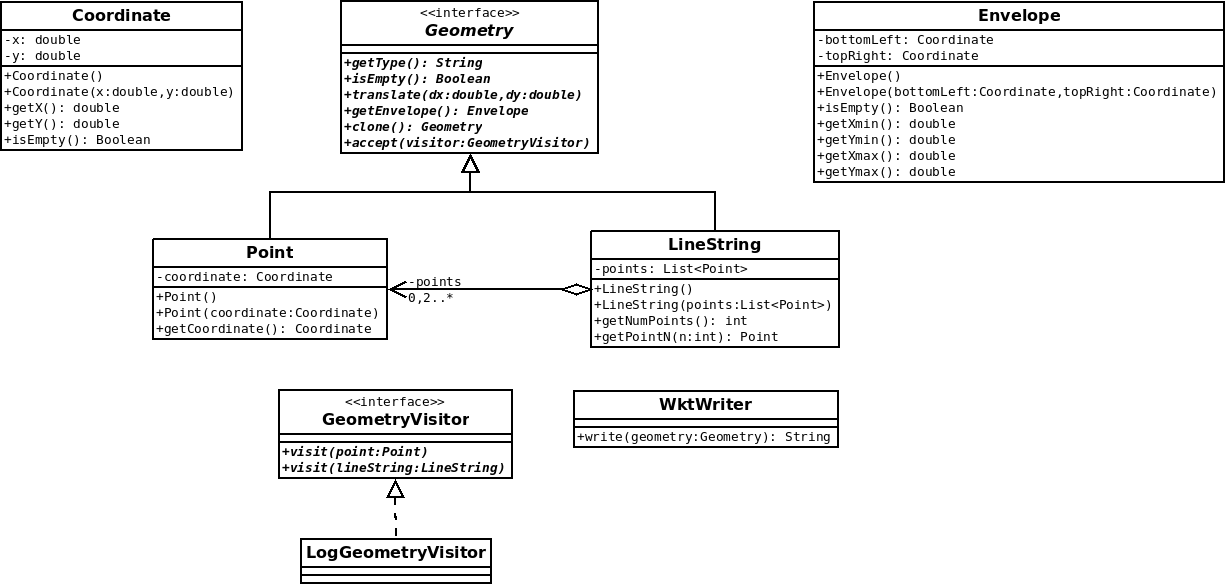 Coordinate
-x: double
-y: double
+Coordinate()
+Coordinate(x:double,y:double)
+getX(): double
+getY(): double
+isEmpty(): Boolean
<<interface>>
Geometry
+getType(): String
+isEmpty(): Boolean
+translate(dx:double,dy:double)
+getEnvelope(): Envelope
+clone(): Geometry
+accept(visitor:GeometryVisitor)
Envelope
-bottomLeft: Coordinate
-topRight: Coordinate
+Envelope()
+Envelope(bottomLeft:Coordinate,topRight:Coordinate)
+isEmpty(): Boolean
+getXmin(): double
+getYmin(): double
+getXmax(): double
+getYmax(): double
Point
-coordinate: Coordinate
+Point()
+Point(coordinate:Coordinate)
+getCoordinate(): Coordinate
-points
0,2..*
LineString
-points: List<Point>
+LineString()
+LineString(points:List<Point>)
+getNumPoints(): int
+getPointN(n:int): Point
<<interface>>
GeometryVisitor
+visit(point:Point)
+visit(lineString:LineString)
WktWriter
+write(geometry:Geometry): String
LogGeometryVisitor